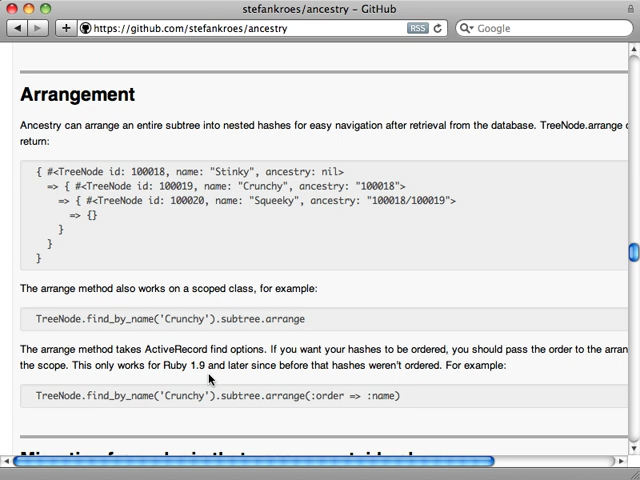 stefankroes/ancestry – GitHub
https://github.com/stefankroes/ancestry
RSS
Google
Arrangement
Ancestry can arrange an entire subtree into nested hashes for easy navigation after retrieval from the database. TreeNode.arrange
return:
{ #<TreeNode id: 100018, name: "Stinky", ancestry: nil>
=> { #<TreeNode id: 100019, name: "Crunchy", ancestry: "100018">
=> { #<TreeNode id: 100020, name: "Squeeky", ancestry: "100018/100019">
=> {}
}
}
}
The arrange method also works on a scoped class, for example:
TreeNode.find_by_name('Crunchy').subtree.arrange
The arrange method takes ActiveRecord find options. If you want your hashes to be ordered, you should pass the order to the arran
the scope. This only works for Ruby 1.9 and later since before that hashes weren't ordered. For example:
TreeNode.find_by_name('Crunchy').subtree.arrange(:order => :name)